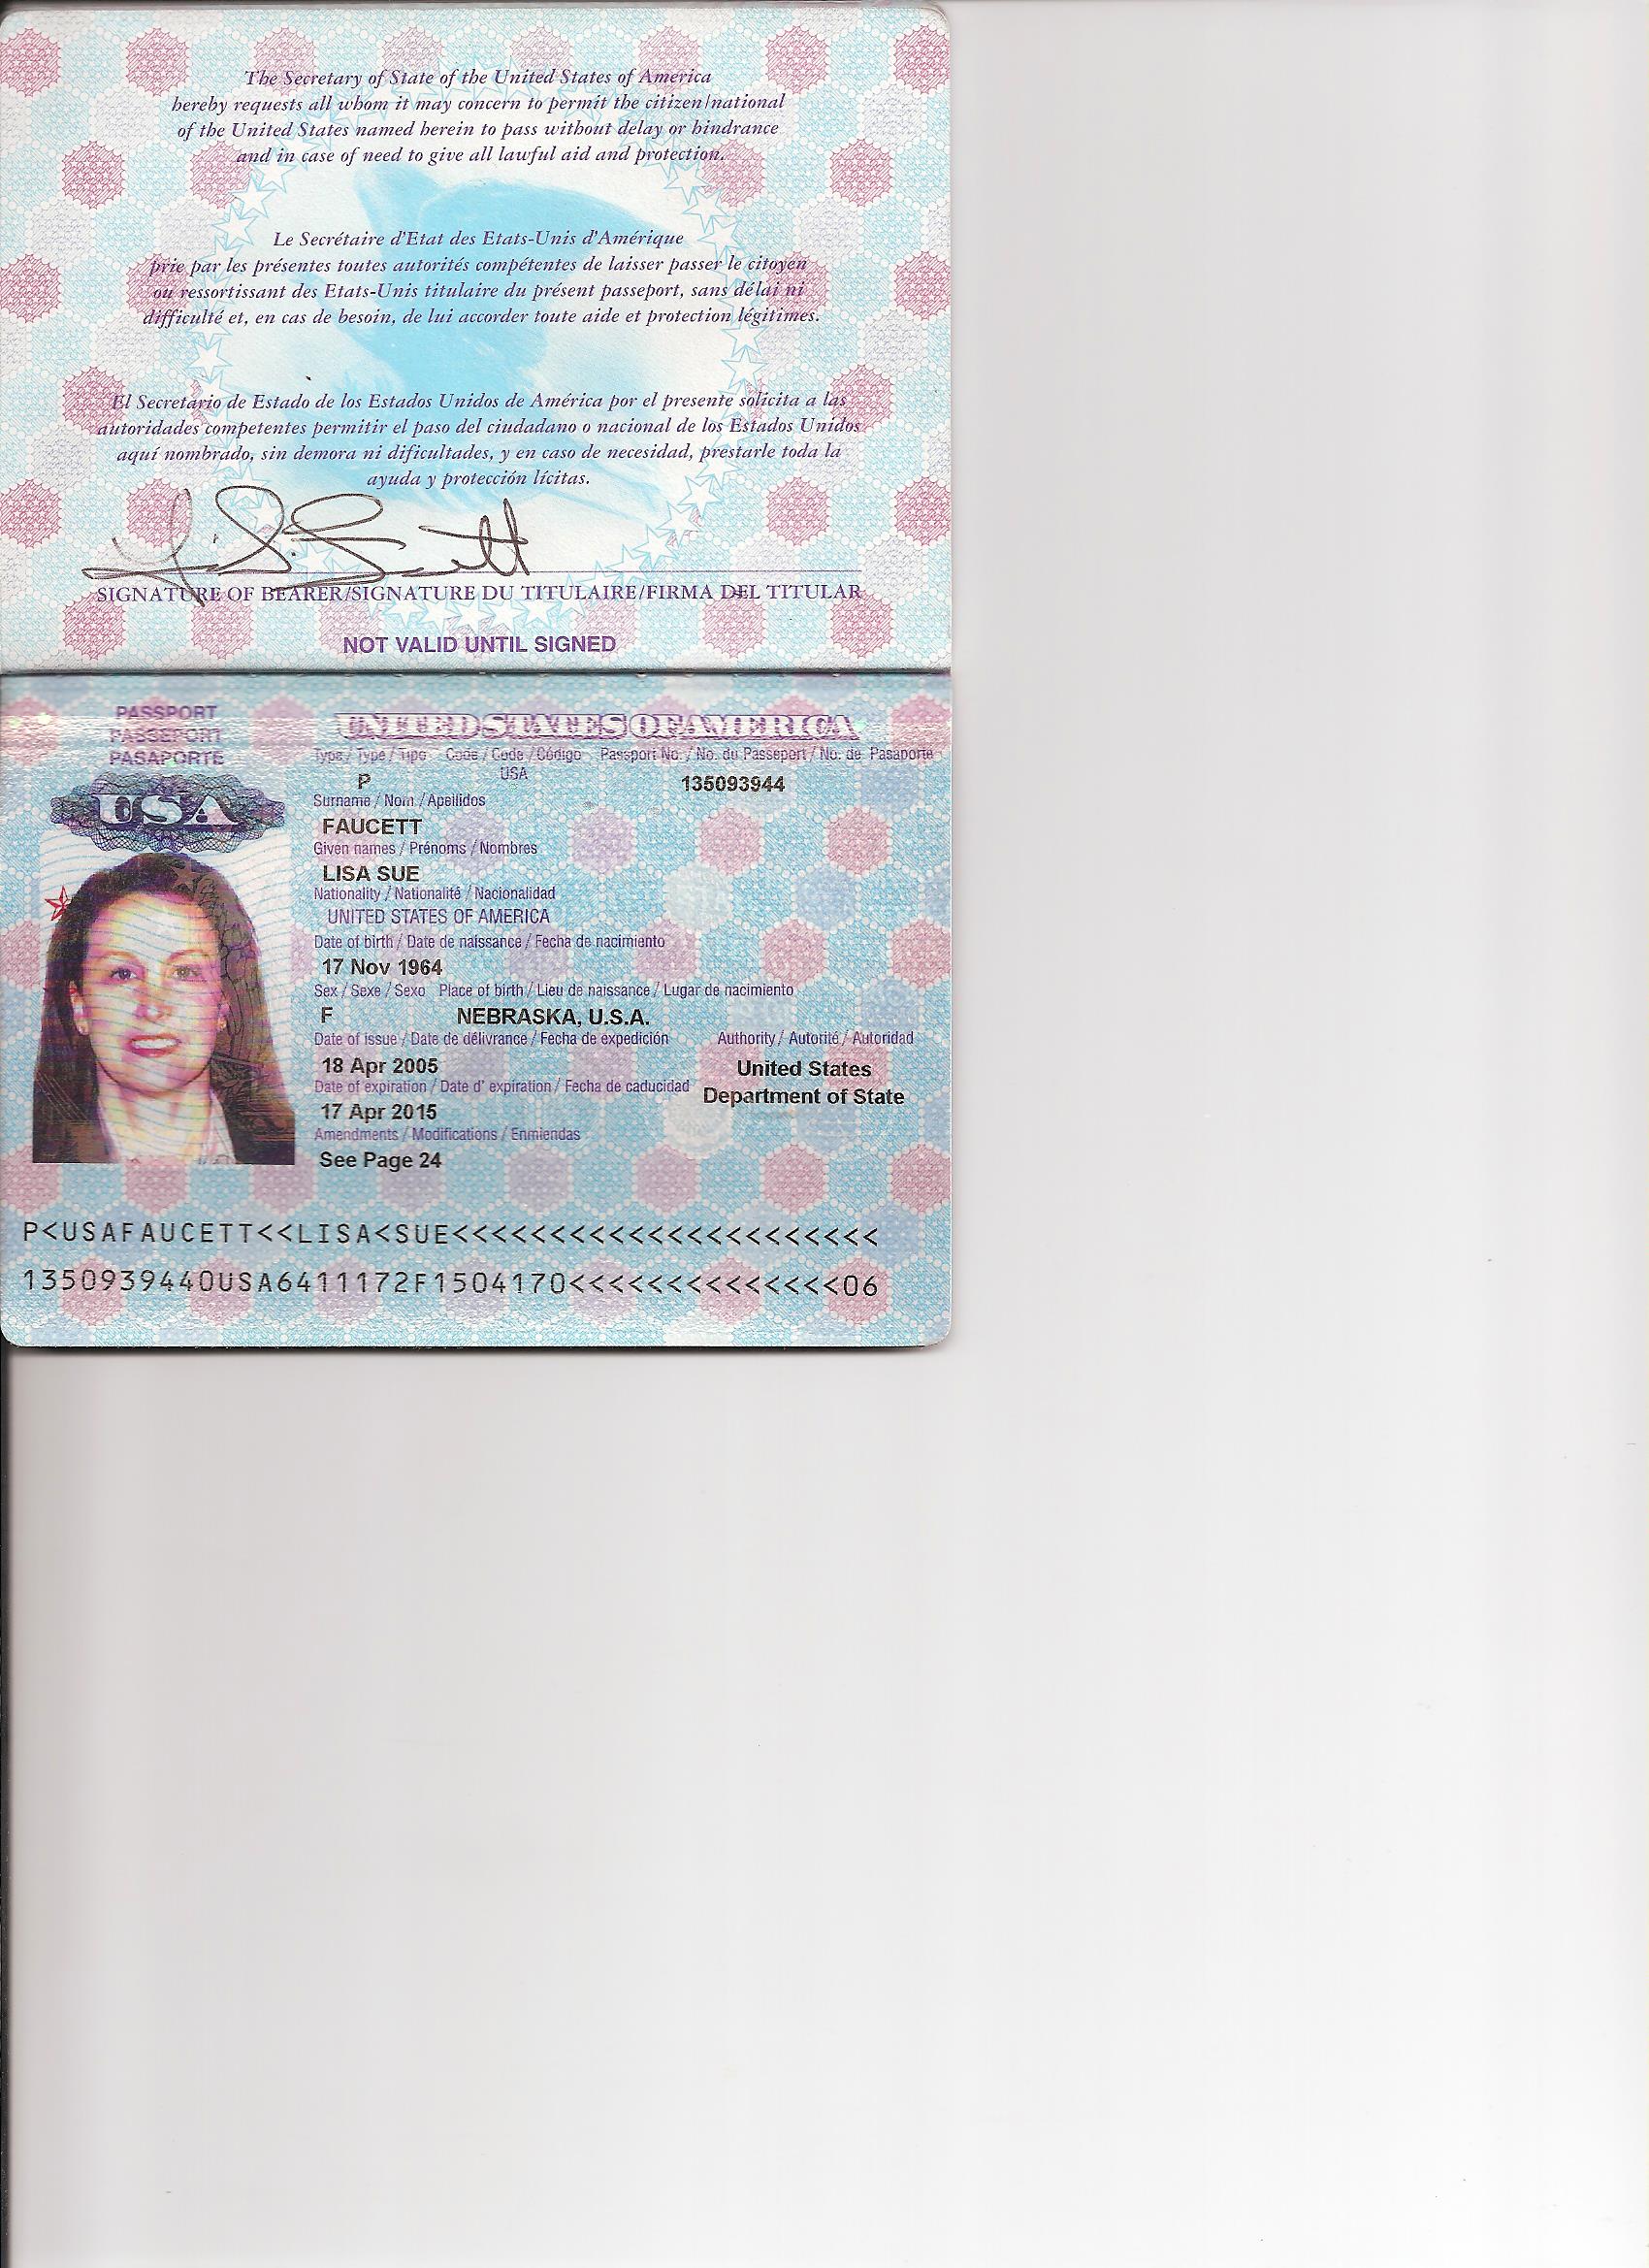 The Secretary of State of the United States of America
hereby requests all whom it may concern to permit the citizen/national
of the United States named herein to pass without delay or hindrance
and in case of need to give all lawful aid and protection.
Le Secrétaire d'Etat des Etats-Unis d'Amérique
prie par les présentes toutes autorités compétentes de laisser passer le citoyen
ou ressortissant des Etats-Unis titulaire du présent passeport, sans délai ni
difficulté et, en cas de besoin, de lui accorder toute aide et protection légitimes.
El Secretario de Estado de los Estados Unidos de América por el presente solicita a las
autoridades competentes permitir el paso del ciudadano o nacional de los Estados Unidos
aquí nombrado, sin demora ni dificultades, y en caso de necesidad, prestarle toda la
ayuda y protección lícitas.
SIGNATURE OF BEARER/SIGNATURE DU TITULAIRE/FIRMA DEL TITULAR
NOT VALID UNTIL SIGNED
PASSPORT
PASSEPORT
PASAPORTE
USA
UNITED STATES OF AMERICA
Type / Type / Tipo Code / Code / Código Passport No. / No. du Passeport / No. de Pasaporte
P USA 135093944
Surname / Nom / Apellidos
FAUCETT
Given names / Prénoms / Nombres
LISA SUE
Nationality / Nationalité / Nacionalidad
UNITED STATES OF AMERICA
Date of birth / Date de naissance / Fecha de nacimiento
17 Nov 1964
Sex / Sexe / Sexo Place of birth / Lieu de naissance / Lugar de nacimiento
F NEBRASKA, U.S.A.
Date of issue / Date de délivrance / Fecha de expedición Authority / Autorité / Autoridad
18 Apr 2005 United States
Date of expiration / Date d' expiration / Fecha de caducidad Department of State
17 Apr 2015
Amendments / Modifications / Enmiendas
See Page 24
P<USAFAUCETT<<LISA<SUE<<<<<<<<<<<<<<<<<<<<<<
1350939440USA6411172F1504170<<<<<<<<<<<<<<06